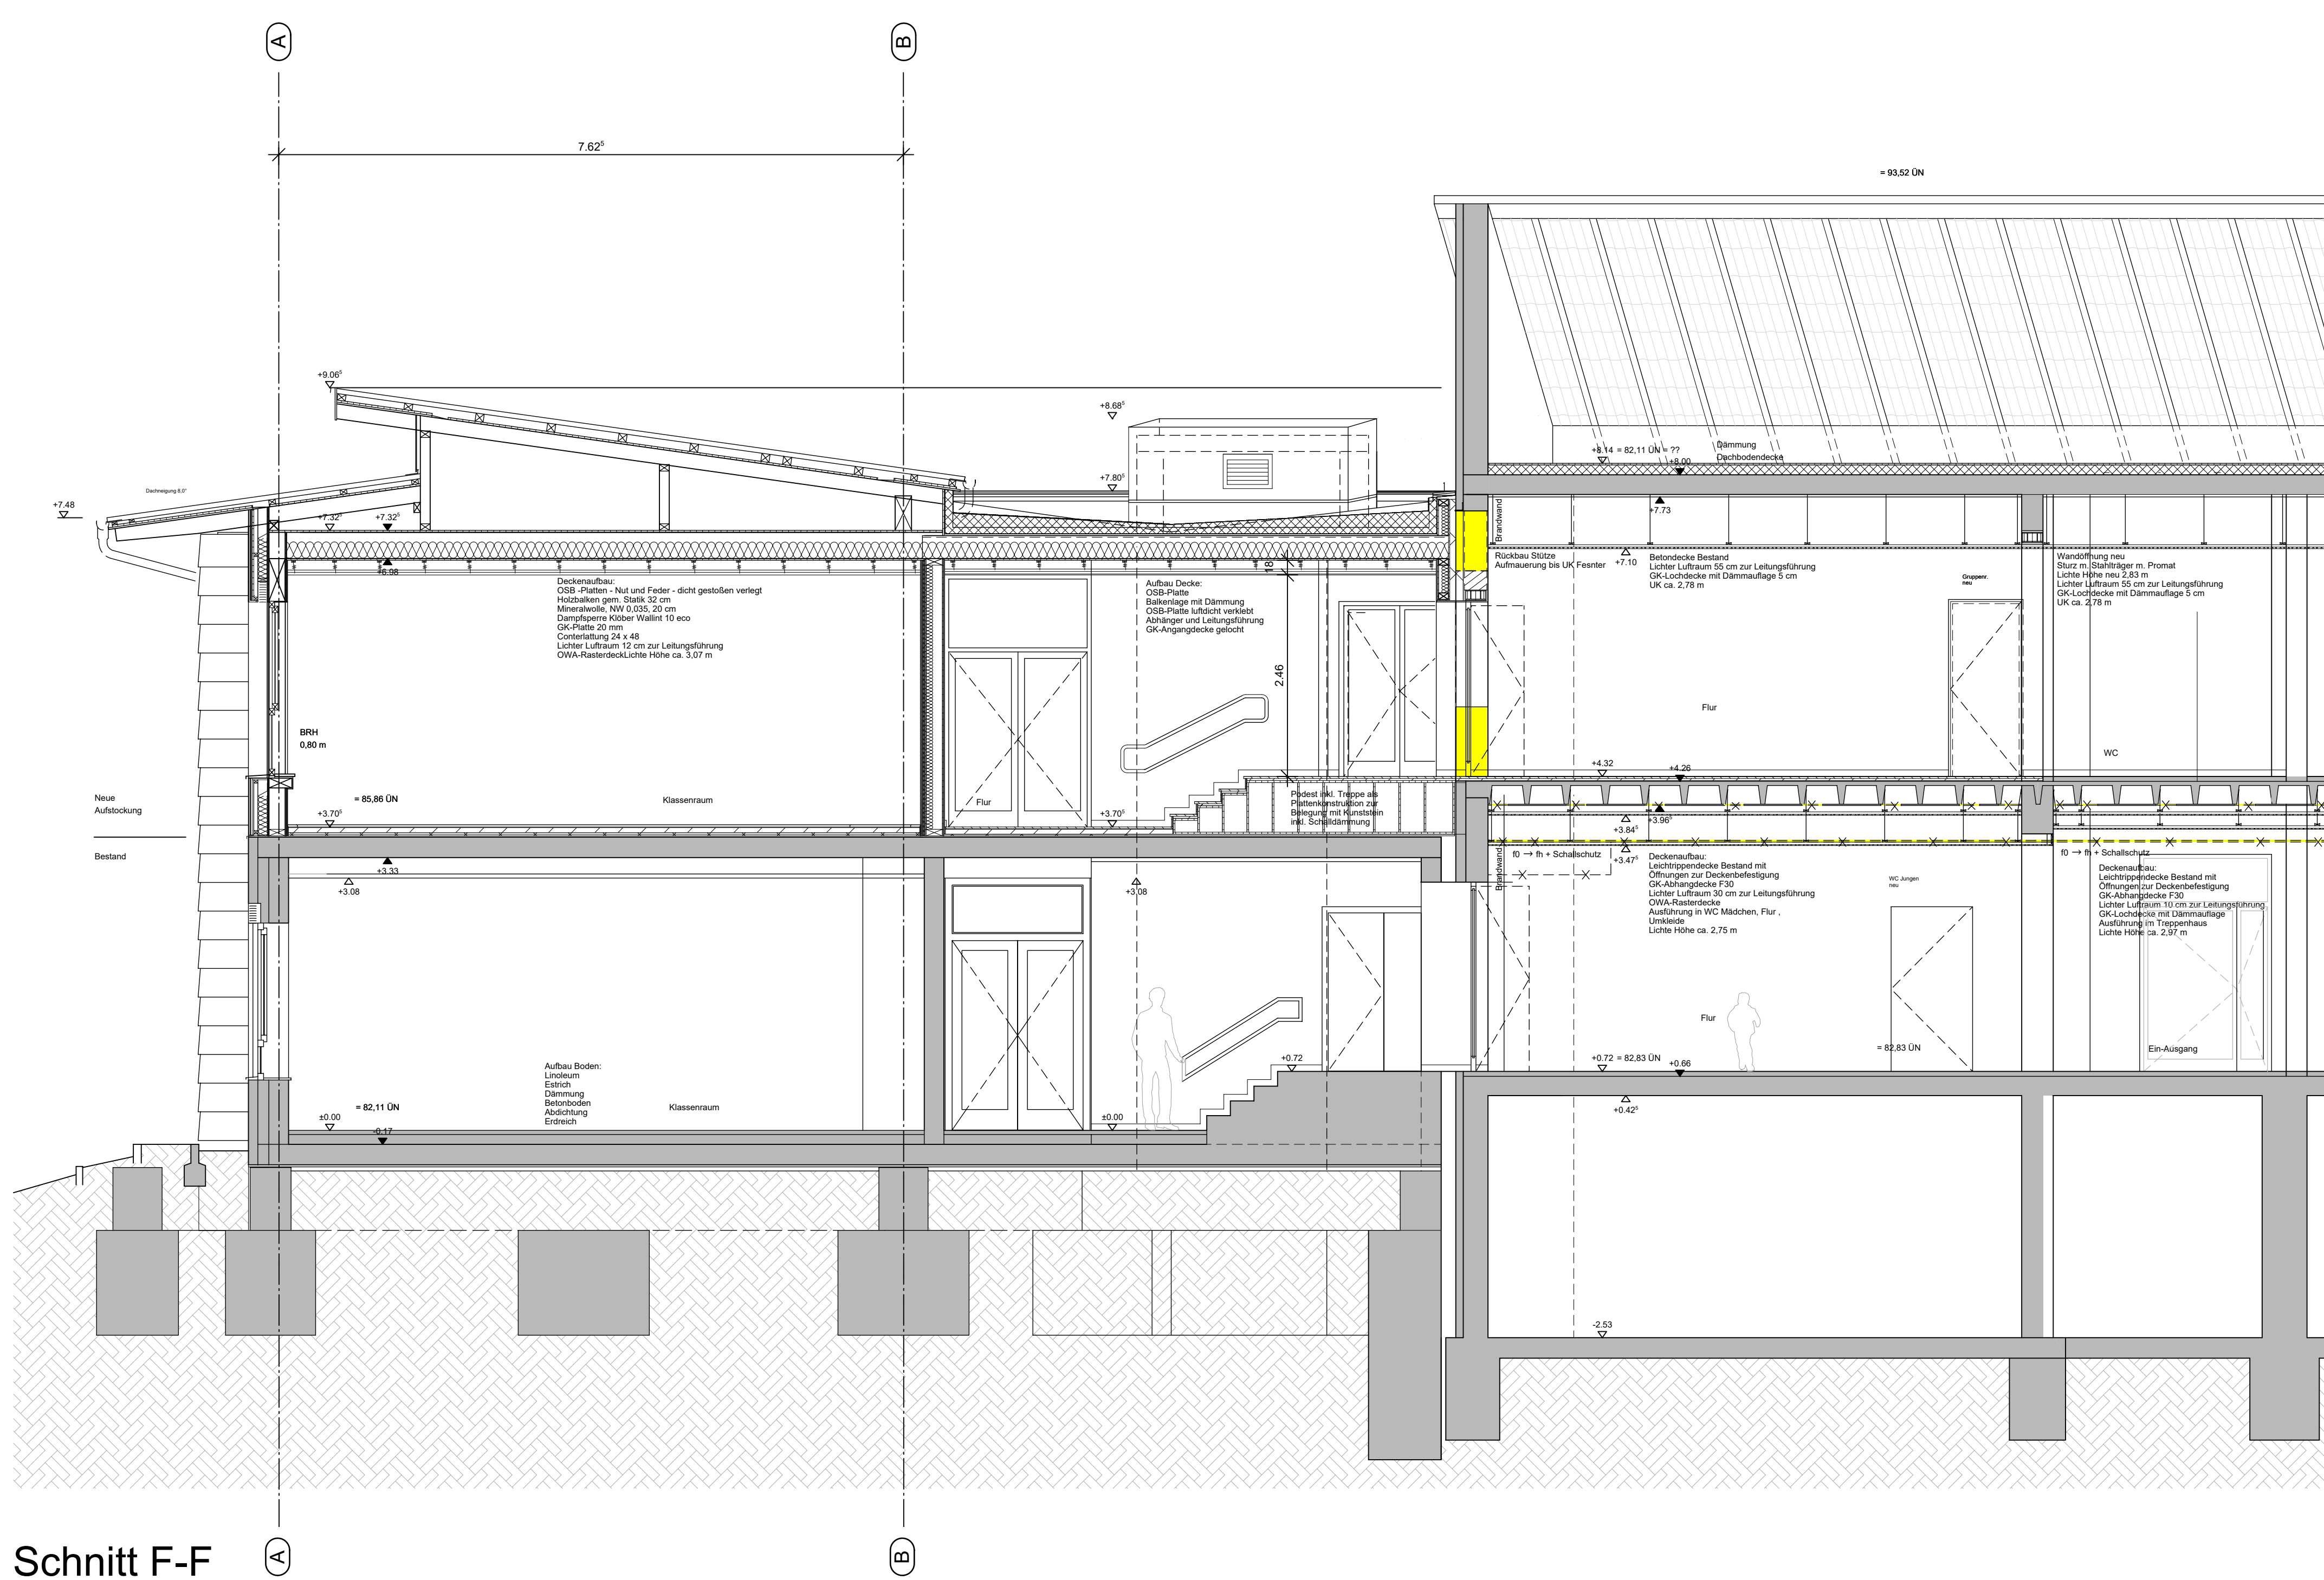 A
B
7.62⁵
= 93,52 ÜN
+9.06⁵
+8.68⁵
+7.80⁵
Dachneigung 8,0°
+7.48
+7.32⁵
+7.32⁵
+6.98
+8.14 = 82,11 ÜN = ??
+8.00
Dämmung
Dachbodendecke
Brandwand
+7.73
Rückbau Stütze
Aufmauerung bis UK Fesnter
+7.10
Betondecke Bestand
Lichter Luftraum 55 cm zur Leitungsführung
GK-Lochdecke mit Dämmauflage 5 cm
UK ca. 2,78 m
Gruppenr.
neu
Wandöffnung neu
Sturz m. Stahlträger m. Promat
Lichte Höhe neu 2,83 m
Lichter Luftraum 55 cm zur Leitungsführung
GK-Lochdecke mit Dämmauflage 5 cm
UK ca. 2,78 m
Deckenaufbau:
OSB -Platten - Nut und Feder - dicht gestoßen verlegt
Holzbalken gem. Statik 32 cm
Mineralwolle, NW 0,035, 20 cm
Dampfsperre Klöber Wallint 10 eco
GK-Platte 20 mm
Conterlattung 24 x 48
Lichter Luftraum 12 cm zur Leitungsführung
OWA-RasterdeckLichte Höhe ca. 3,07 m
Aufbau Decke:
OSB-Platte
Balkenlage mit Dämmung
OSB-Platte luftdicht verklebt
Abhänger und Leitungsführung
GK-Angangdecke gelocht
18
2.46
BRH
0,80 m
Flur
WC
Neue
Aufstockung
Bestand
= 85,86 ÜN
+3.70⁵
Klassenraum
Flur
+3.70⁵
Podest inkl. Treppe als
Plattenkonstruktion zur
Belegung mit Kunststein
inkl. Schalldämmung
+4.32
+4.26
+3.96⁵
+3.84⁵
+3.47⁵
+3.33
+3.08
+3.08
Brandwand
f0 → fh + Schallschutz
Deckenaufbau:
Leichtrippendecke Bestand mit
Öffnungen zur Deckenbefestigung
GK-Abhangdecke F30
Lichter Luftraum 30 cm zur Leitungsführung
OWA-Rasterdecke
Ausführung in WC Mädchen, Flur ,
Umkleide
Lichte Höhe ca. 2,75 m
WC Jungen
neu
f0 → fh + Schallschutz
Deckenaufbau:
Leichtrippendecke Bestand mit
Öffnungen zur Deckenbefestigung
GK-Abhangdecke F30
Lichter Luftraum 10 cm zur Leitungsführung
GK-Lochdecke mit Dämmauflage
Ausführung im Treppenhaus
Lichte Höhe ca. 2,97 m
Flur
= 82,83 ÜN
Ein-Ausgang
+0.72
+0.72 = 82,83 ÜN
+0.66
+0.42⁵
Aufbau Boden:
Linoleum
Estrich
Dämmung
Betonboden
Abdichtung
Erdreich
= 82,11 ÜN
±0.00
-0.17
Klassenraum
±0.00
-2.53
Schnitt F-F
A
B